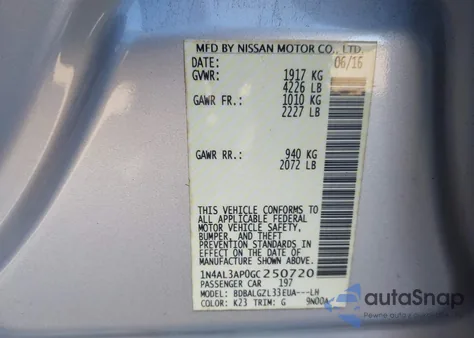 MFD BY NISSAN MOTOR CO., LTD.
DATE: 06/16
GVWR: 1917 KG
4226 LB
GAWR FR.: 1010 KG
2227 LB
GAWR RR.: 940 KG
2072 LB
THIS VEHICLE CONFORMS TO
ALL APPLICABLE FEDERAL
MOTOR VEHICLE SAFETY,
BUMPER, AND THEFT
PREVENTION STANDARDS IN
EFFECT ON THE DATE OF
MANUFACTURE SHOWN ABOVE.
1N4AL3AP0GC250720
PASSENGER CAR 197
MODEL: BDBALGZL33EUA---LH
COLOR: K23 TRIM: G 9N00A
autoSnap